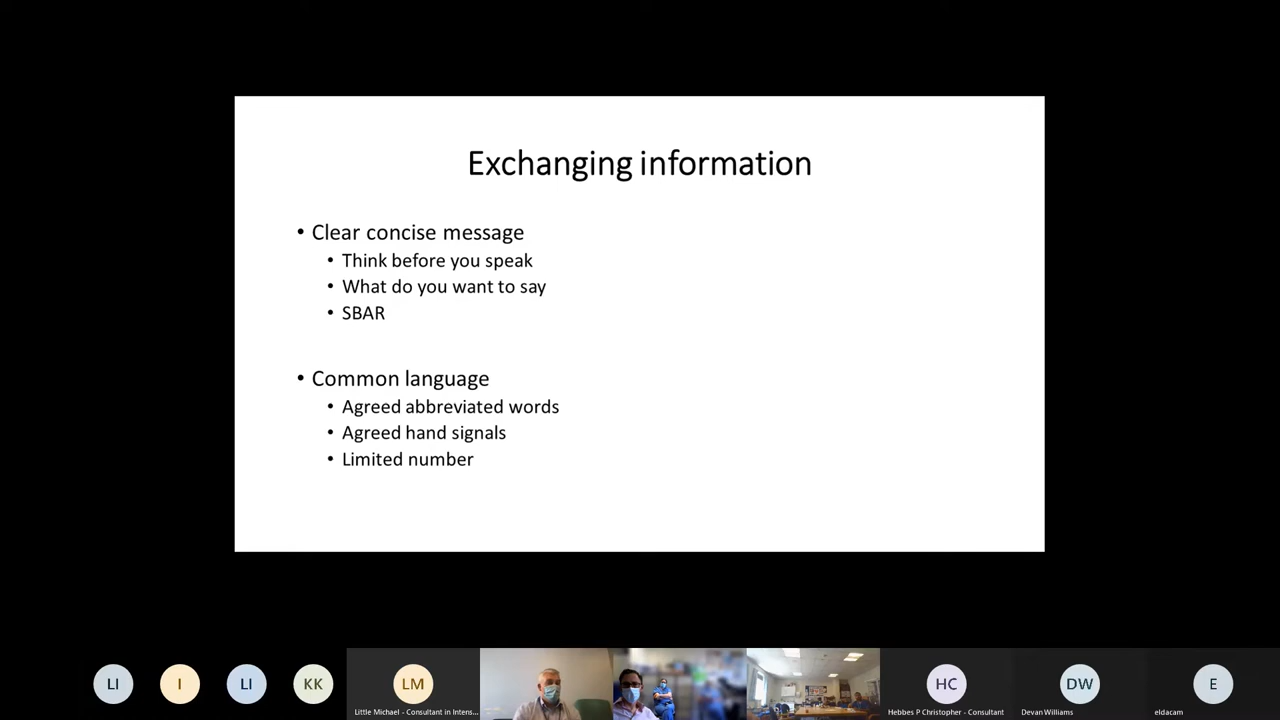 Exchanging information
• Clear concise message
• Think before you speak
• What do you want to say
• SBAR
• Common language
• Agreed abbreviated words
• Agreed hand signals
• Limited number
LI
I
LI
KK
LM
HC
DW
E
Little Michael - Consultant in Intens...
Hebbes P Christopher - Consultant
Devan Williams
eldacam